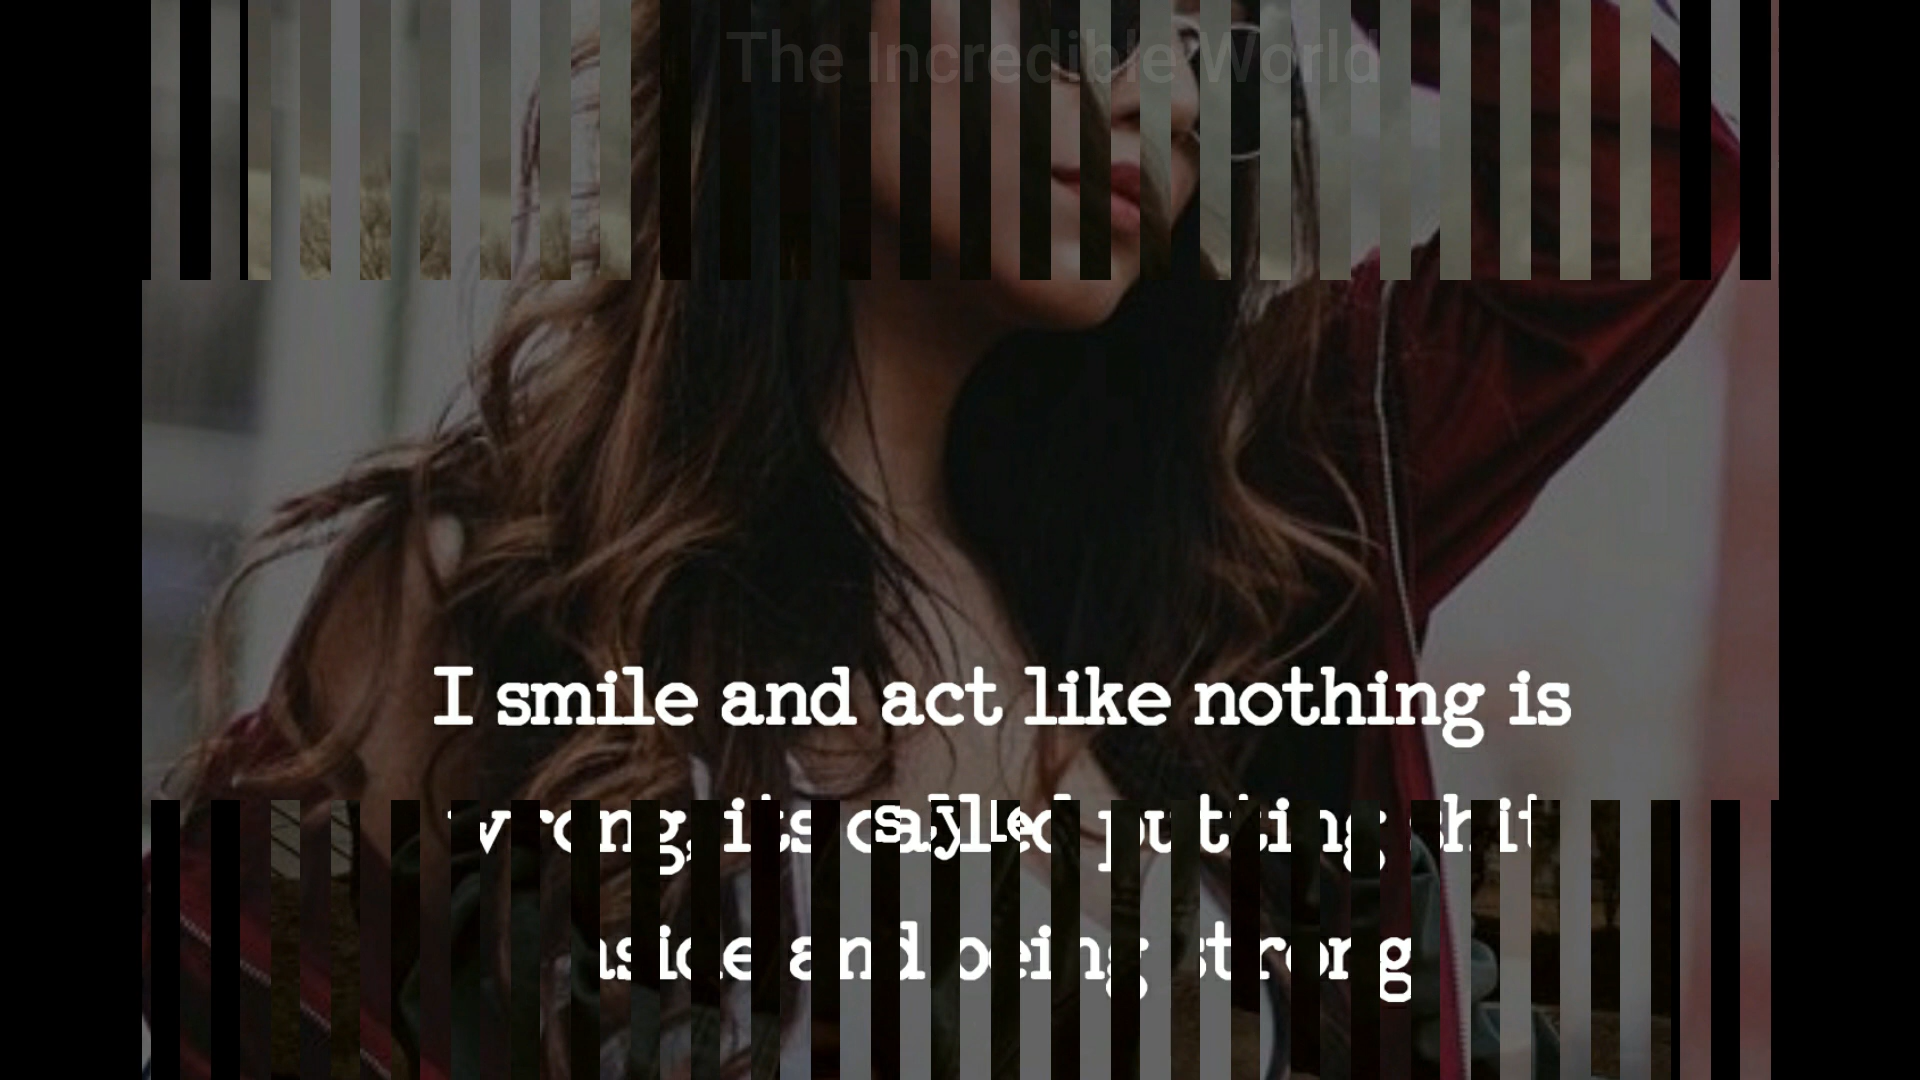 The Incredible World
I smile and act like nothing is
wrong, its called putting shit
aside and being strong